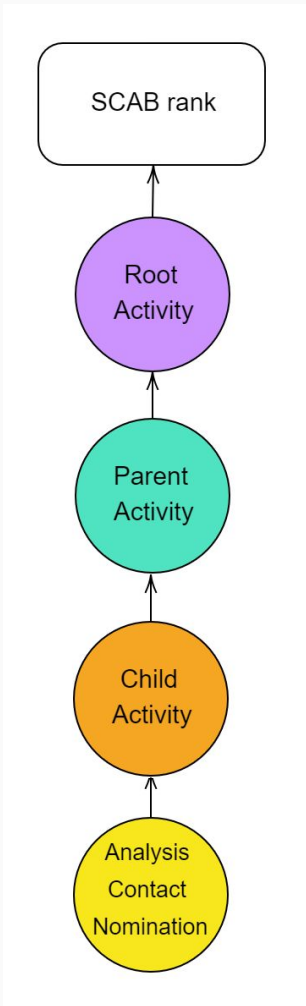 SCAB rank
Root
Activity
Parent
Activity
Child
Activity
Analysis
Contact
Nomination